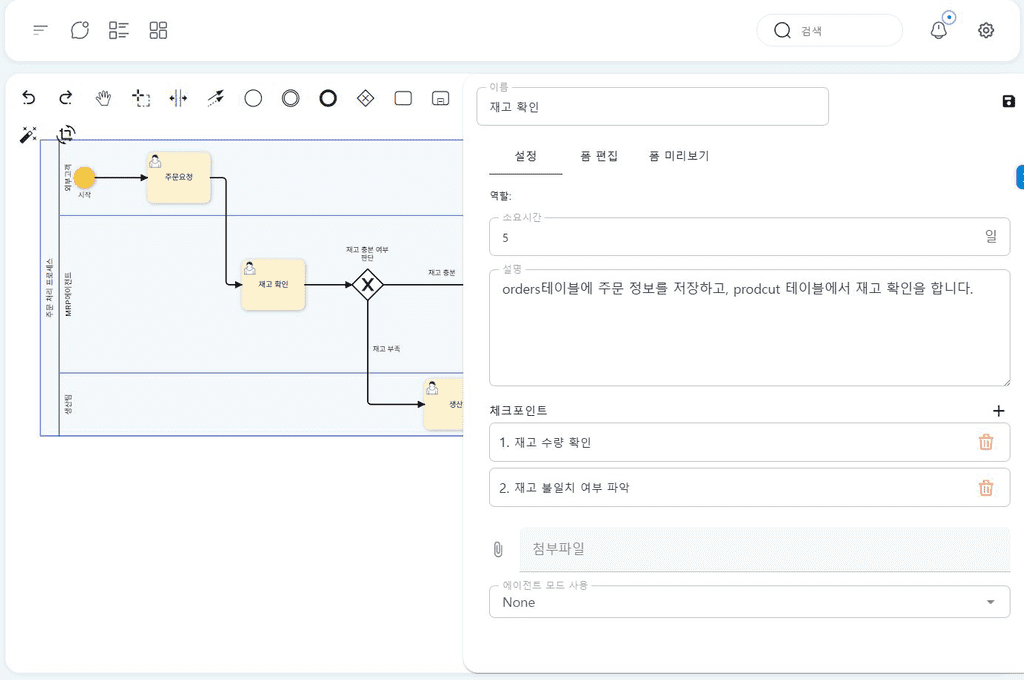 검색
이름
재고 확인
설정
폼 편집
폼 미리보기
역할:
소요시간
5
일
설명
orders테이블에 주문 정보를 저장하고, prodcut 테이블에서 재고 확인을 합니다.
체크포인트
1. 재고 수량 확인
2. 재고 불일치 여부 파악
첨부파일
에이전트 모드 사용
None
주문 처리 프로세스
외부고객
시작
주문요청
MRP에이전트
재고 확인
재고 충분 여부
판단
X
재고 충분
재고 부족
생산팀
생산